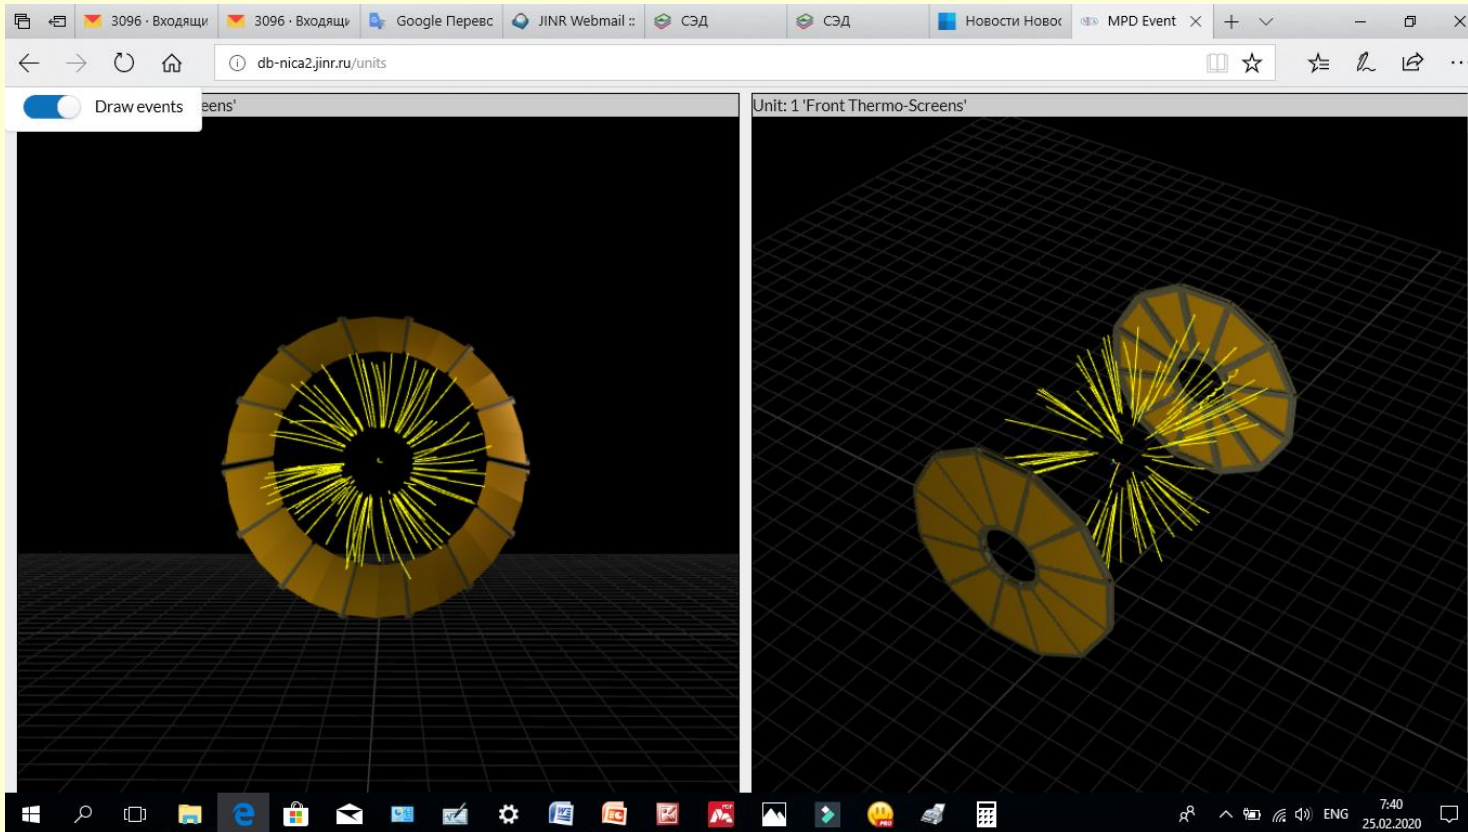 3096 · Входящи
3096 · Входящи
Google Перевс
JINR Webmail ::
СЭД
СЭД
Новости Новос
MPD Event
db-nica2.jinr.ru/units
Draw events
eens'
Unit: 1 'Front Thermo-Screens'
ENG
7:40
25.02.2020